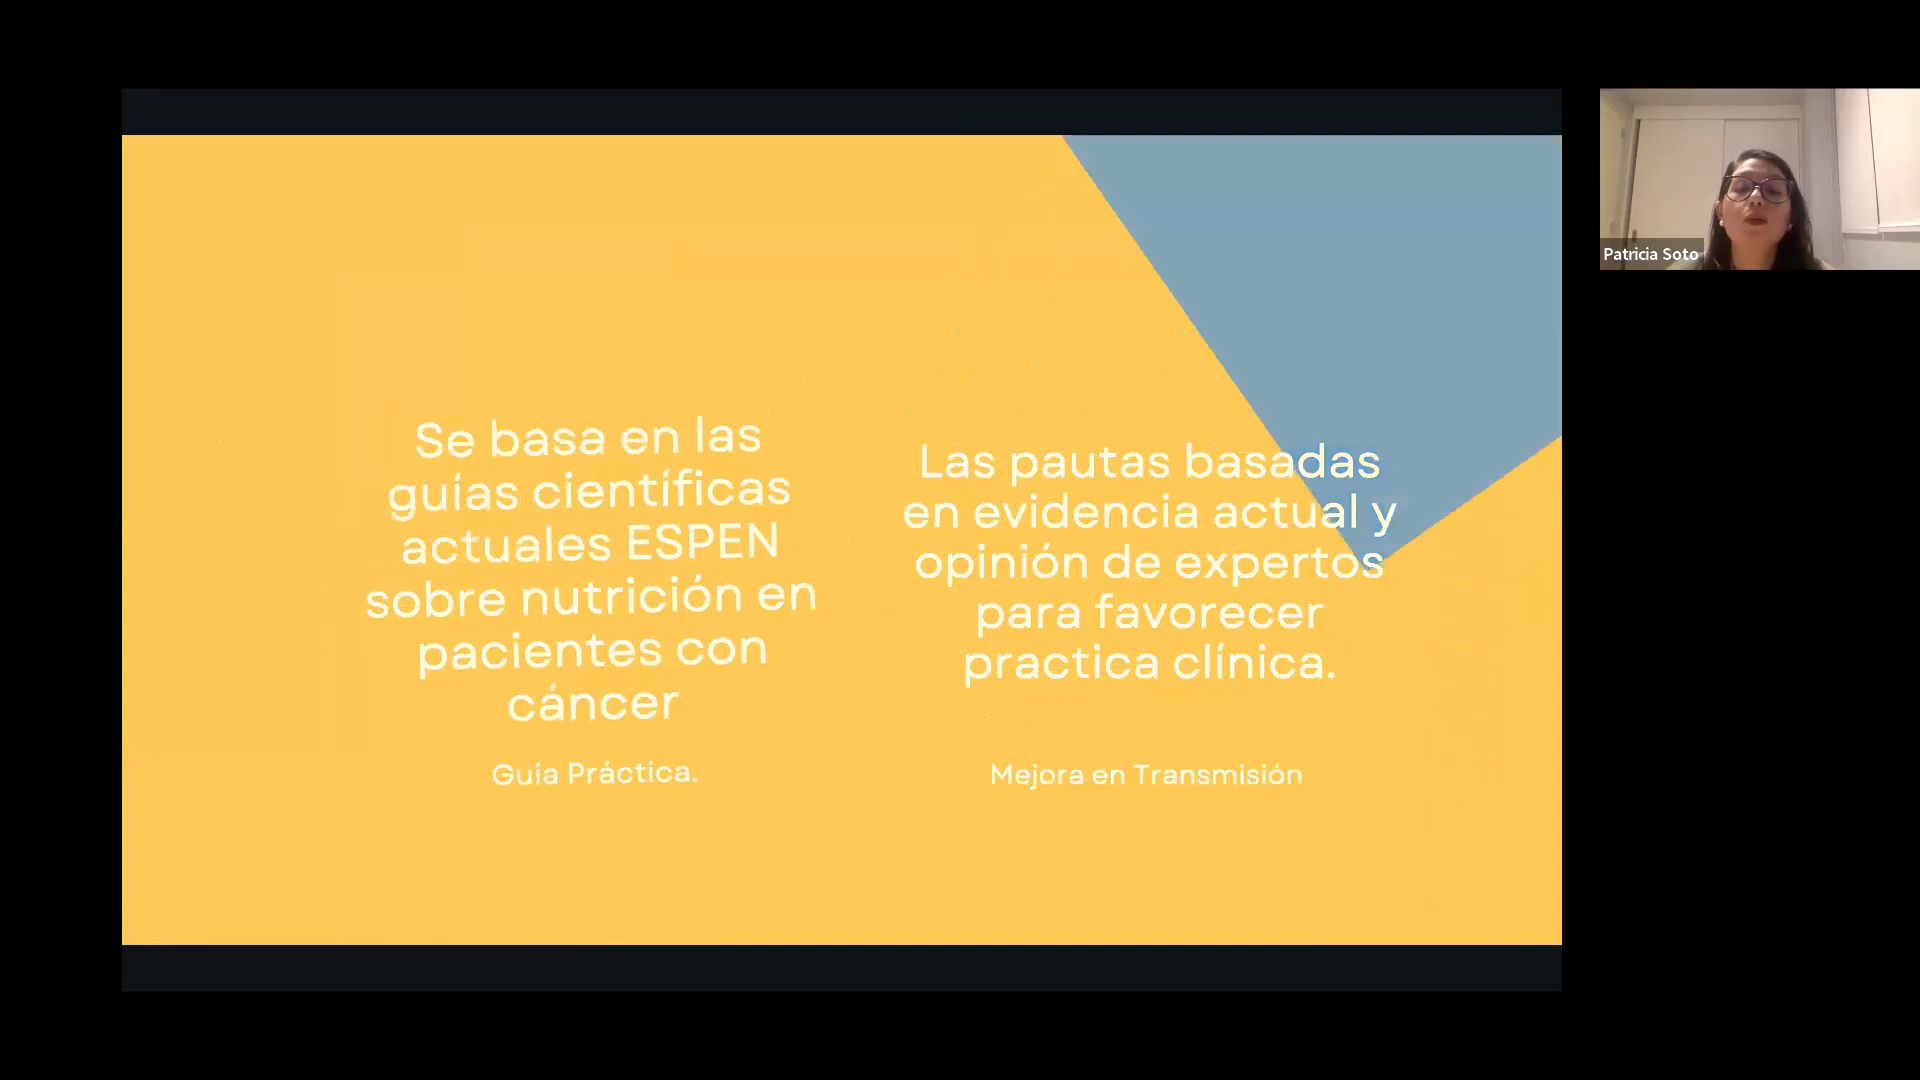 Se basa en las
guías científicas
actuales ESPEN
sobre nutrición en
pacientes con
cáncer
Guía Práctica.
Las pautas basadas
en evidencia actual y
opinión de expertos
para favorecer
practica clínica.
Mejora en Transmisión
Patricia Soto